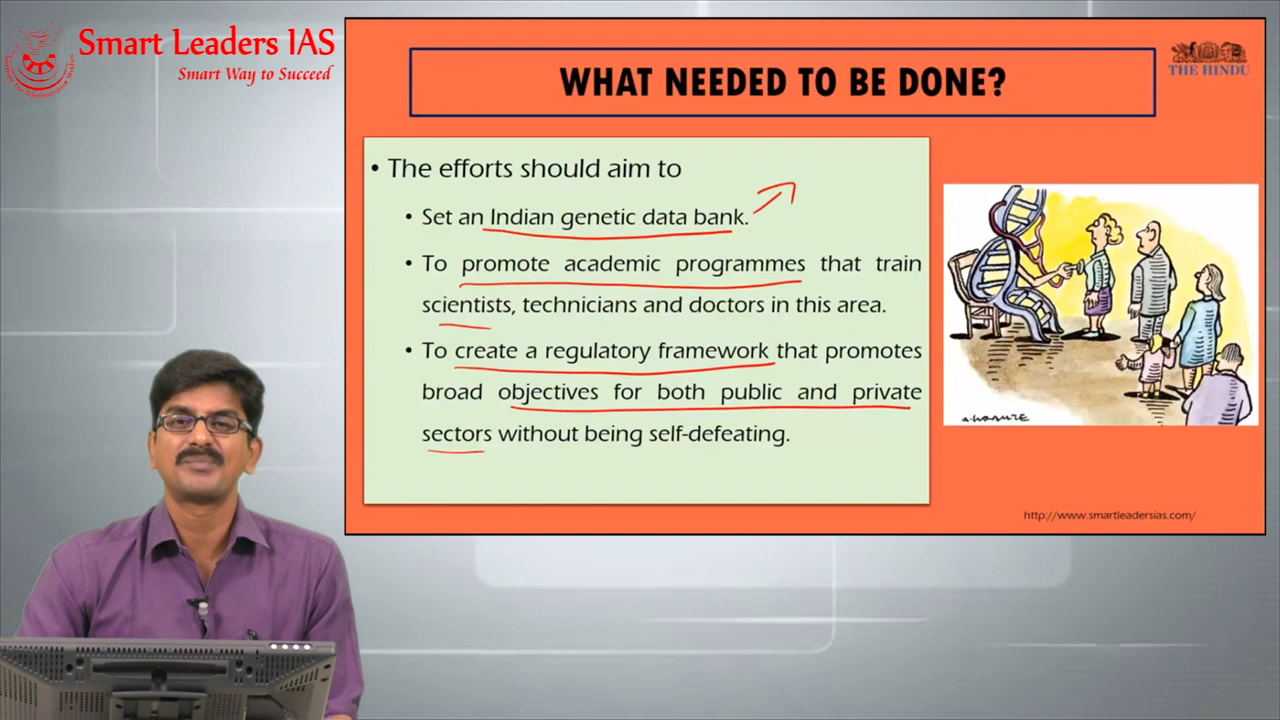 Smart Leaders IAS
Smart Way to Succeed
THE HINDU
WHAT NEEDED TO BE DONE?
• The efforts should aim to
• Set an Indian genetic data bank.
• To promote academic programmes that train
scientists, technicians and doctors in this area.
• To create a regulatory framework that promotes
broad objectives for both public and private
sectors without being self-defeating.
http://www.smartleadersias.com/